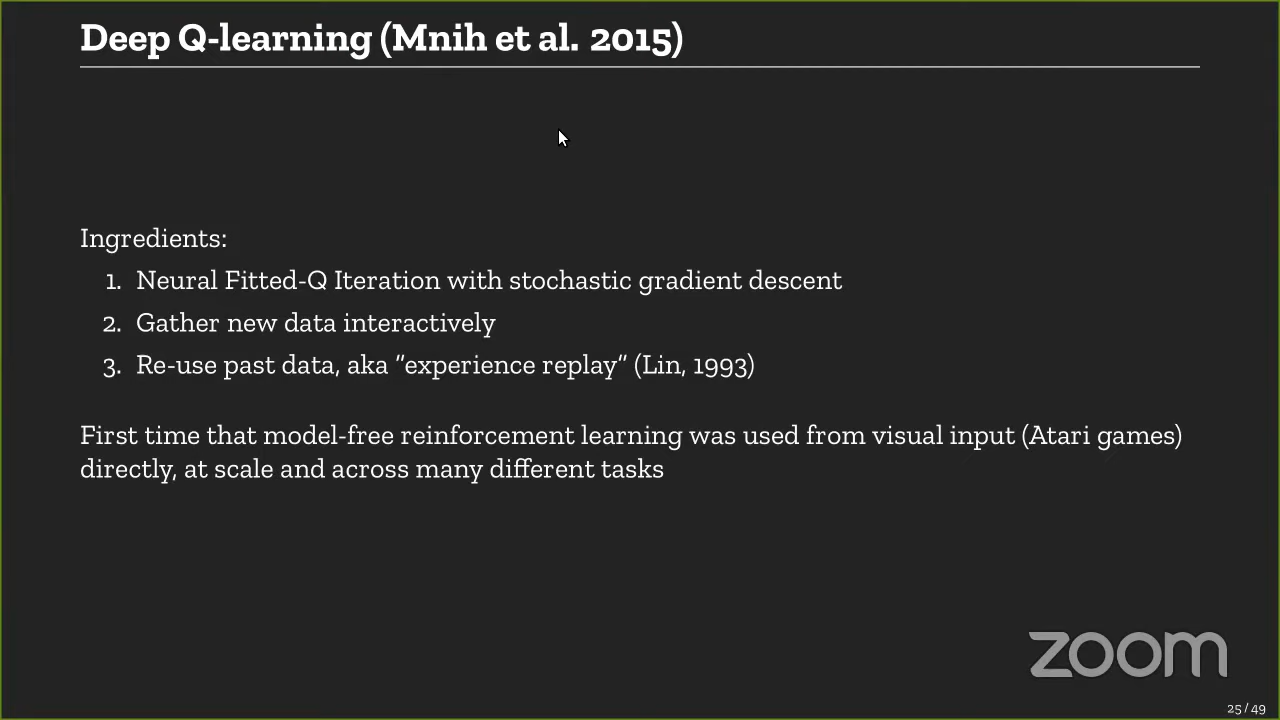 Deep Q-learning (Mnih et al. 2015)
Ingredients:
1. Neural Fitted-Q Iteration with stochastic gradient descent
2. Gather new data interactively
3. Re-use past data, aka “experience replay” (Lin, 1993)
First time that model-free reinforcement learning was used from visual input (Atari games)
directly, at scale and across many different tasks
zoom
25 / 49